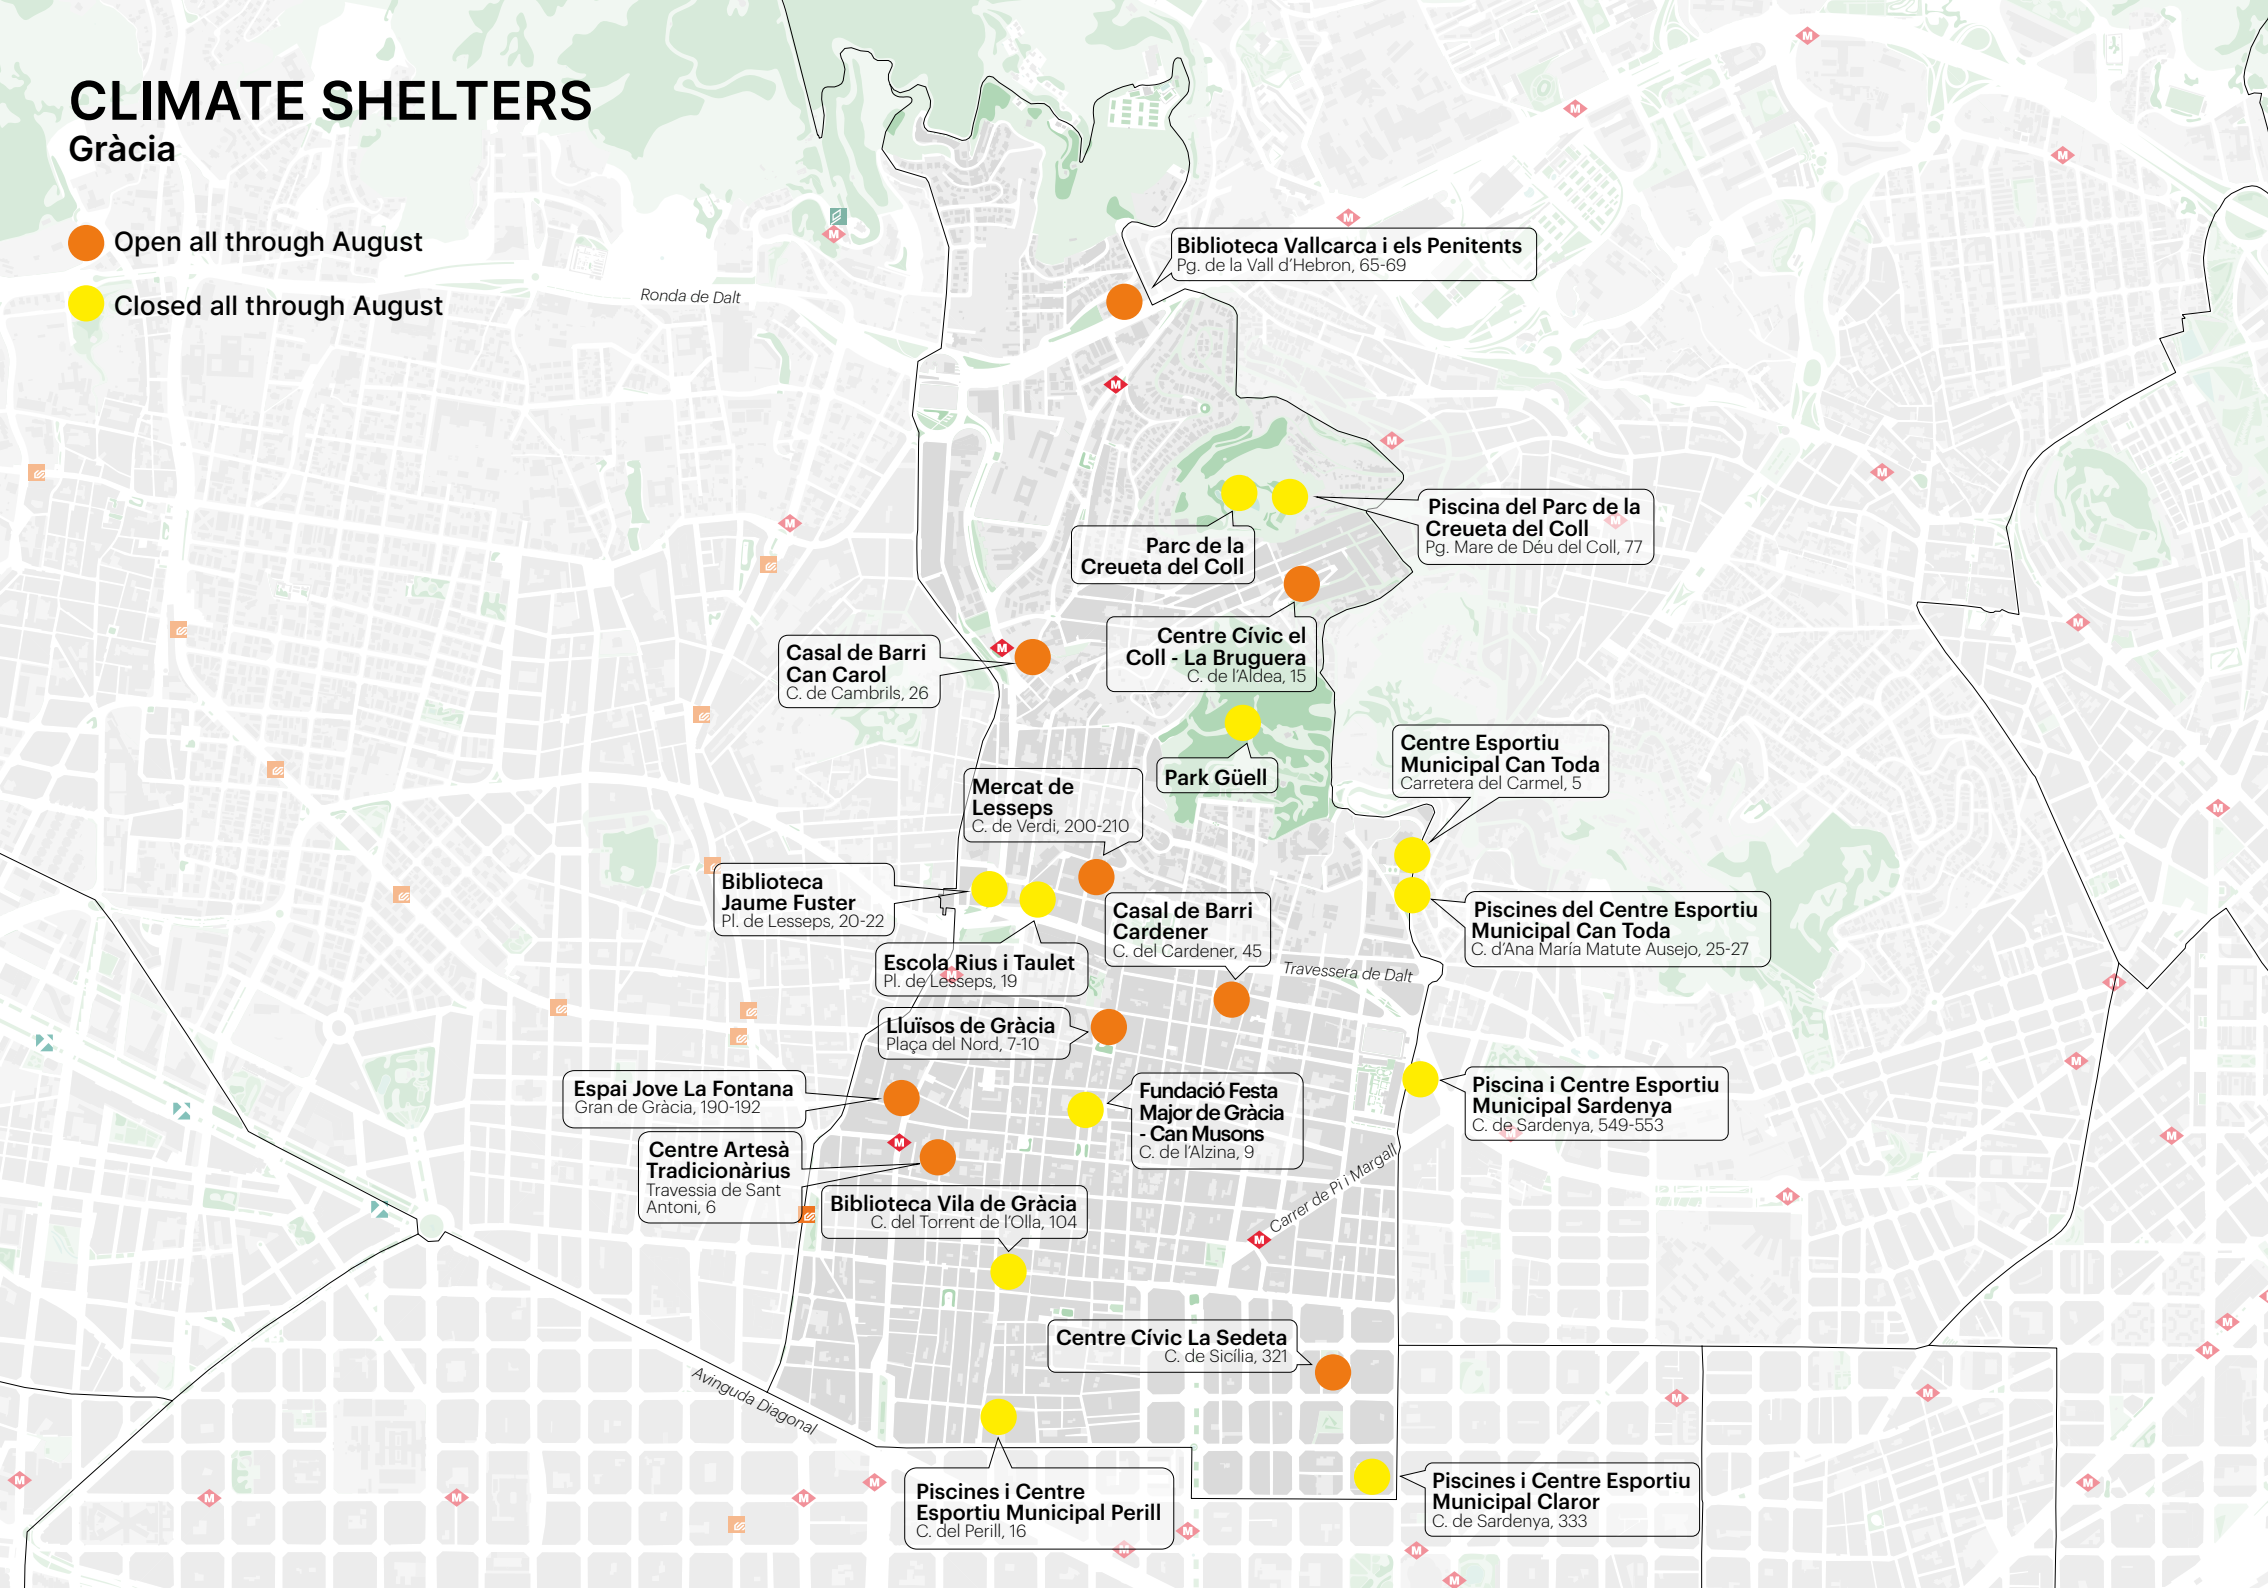 CLIMATE SHELTERS
Gràcia
Open all through August
Closed all through August
Ronda de Dalt
Biblioteca Vallcarca i els Penitents
Pg. de la Vall d'Hebron, 65-69
Piscina del Parc de la
Creueta del Coll
Pg. Mare de Déu del Coll, 77
Parc de la
Creueta del Coll
Centre Cívic el
Coll - La Bruguera
C. de l'Aldea, 15
Casal de Barri
Can Carol
C. de Cambrils, 26
Park Güell
Centre Esportiu
Municipal Can Toda
Carretera del Carmel, 5
Mercat de
Lesseps
C. de Verdi, 200-210
Biblioteca
Jaume Fuster
Pl. de Lesseps, 20-22
Casal de Barri
Cardener
C. del Cardener, 45
Piscines del Centre Esportiu
Municipal Can Toda
C. d'Ana María Matute Ausejo, 25-27
Escola Rius i Taulet
Pl. de Lesseps, 19
Travessera de Dalt
Lluïsos de Gràcia
Plaça del Nord, 7-10
Espai Jove La Fontana
Gran de Gràcia, 190-192
Fundació Festa
Major de Gràcia
- Can Musons
C. de l'Alzina, 9
Piscina i Centre Esportiu
Municipal Sardenya
C. de Sardenya, 549-553
Centre Artesà
Tradicionàrius
Travessia de Sant
Antoni, 6
Carrer de Pi i Margall
Biblioteca Vila de Gràcia
C. del Torrent de l'Olla, 104
Centre Cívic La Sedeta
C. de Sicília, 321
Avinguda Diagonal
Piscines i Centre
Esportiu Municipal Perill
C. del Perill, 16
Piscines i Centre Esportiu
Municipal Claror
C. de Sardenya, 333